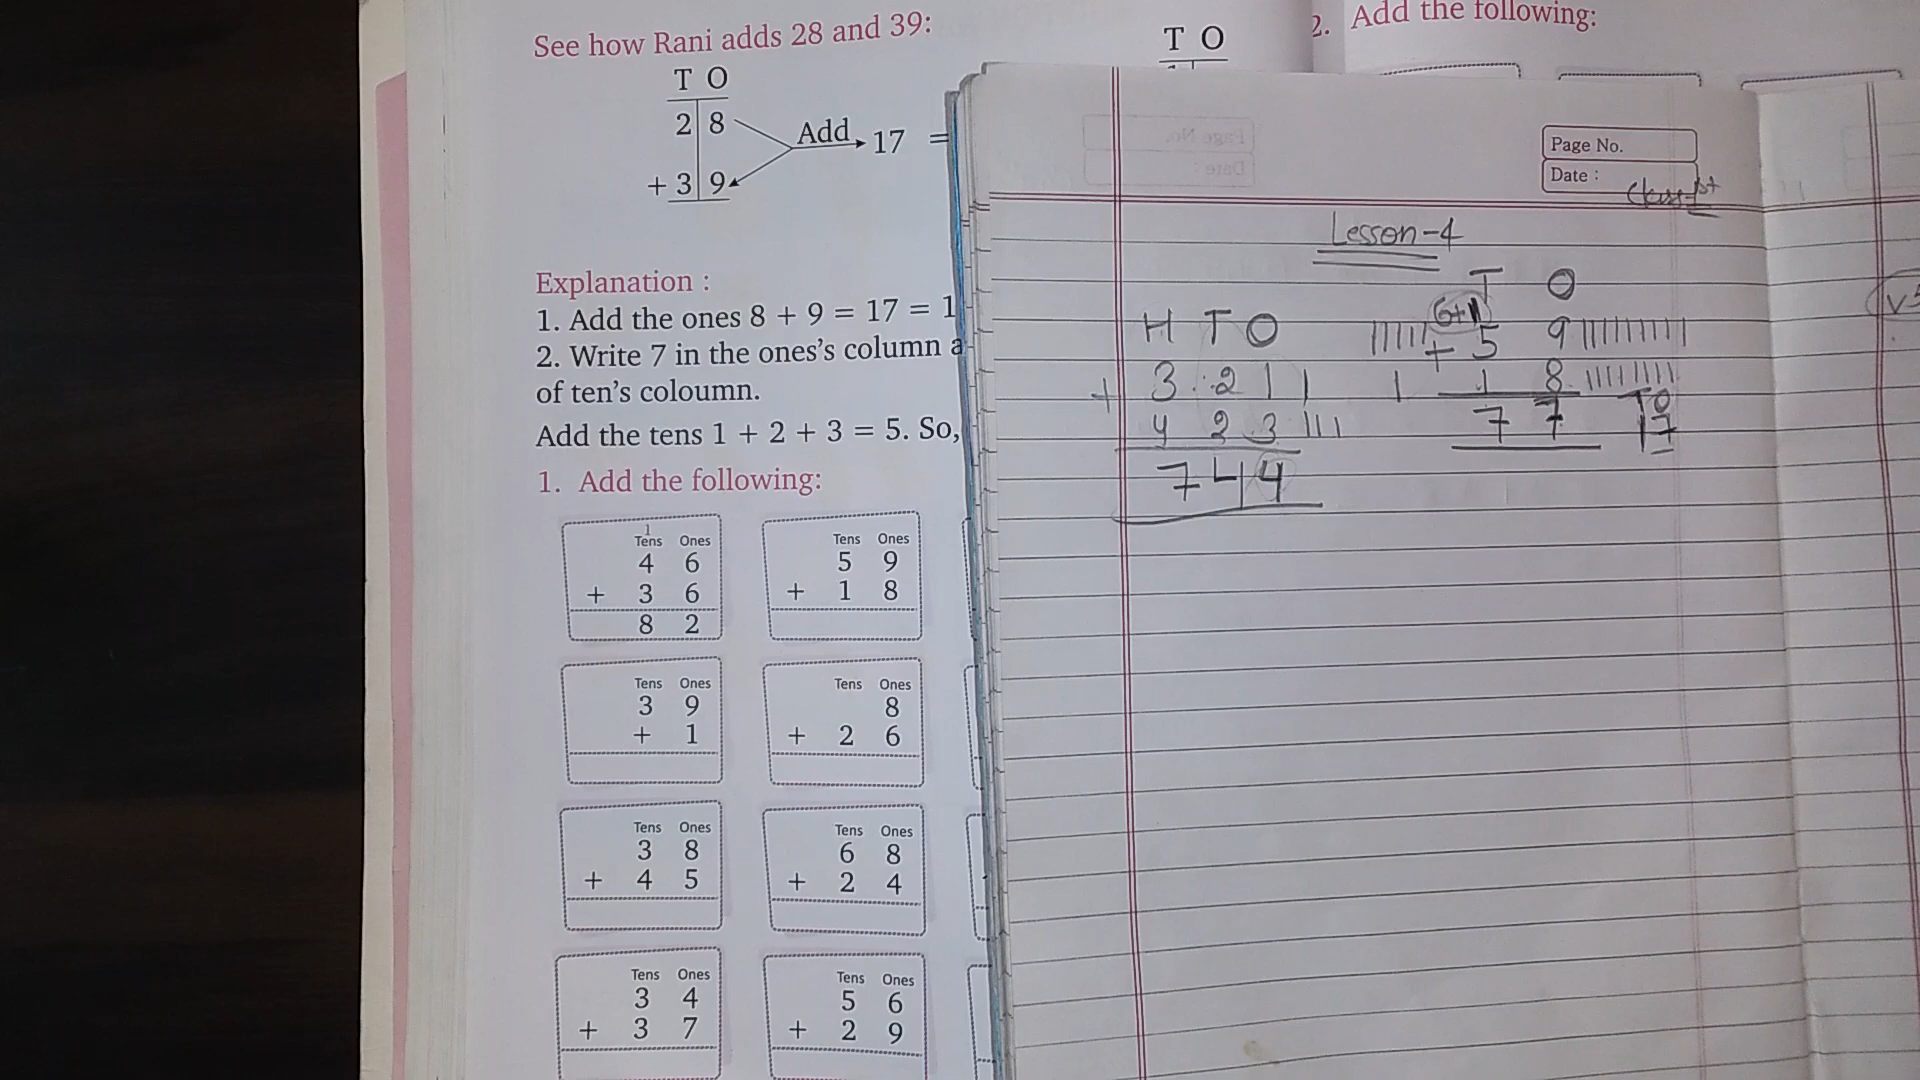 See how Rani adds 28 and 39:
T O
2 8
+ 3 9
Add 17 =
T O
2. Add the following:
Explanation :
1. Add the ones 8 + 9 = 17 = 1
2. Write 7 in the ones's column a
of ten's coloumn.
Add the tens 1 + 2 + 3 = 5. So,
1. Add the following:
1
Tens Ones
4 6
+ 3 6
8 2
Tens Ones
5 9
+ 1 8
Tens Ones
3 9
+ 1
Tens Ones
8
+ 2 6
Tens Ones
3 8
+ 4 5
Tens Ones
6 8
+ 2 4
Tens Ones
3 4
+ 3 7
Tens Ones
5 6
+ 2 9
Page No.
Date :
Class-1st
Lesson-4
H T O
3 2 1
+ 4 2 3
7 4 4
T O
6+1
5 9
+ 1 8
7 7
T O
1 7